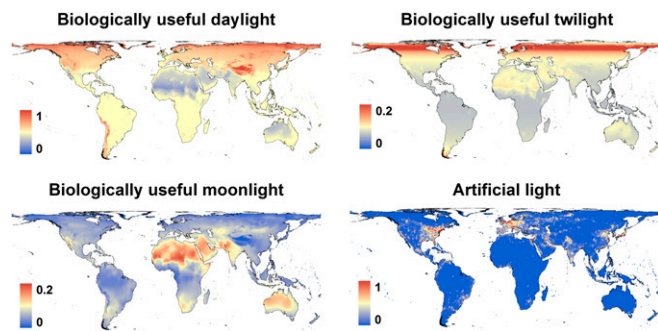 Biologically useful daylight
Biologically useful twilight
1
0
0.2
0
Biologically useful moonlight
Artificial light
0.2
0
1
0